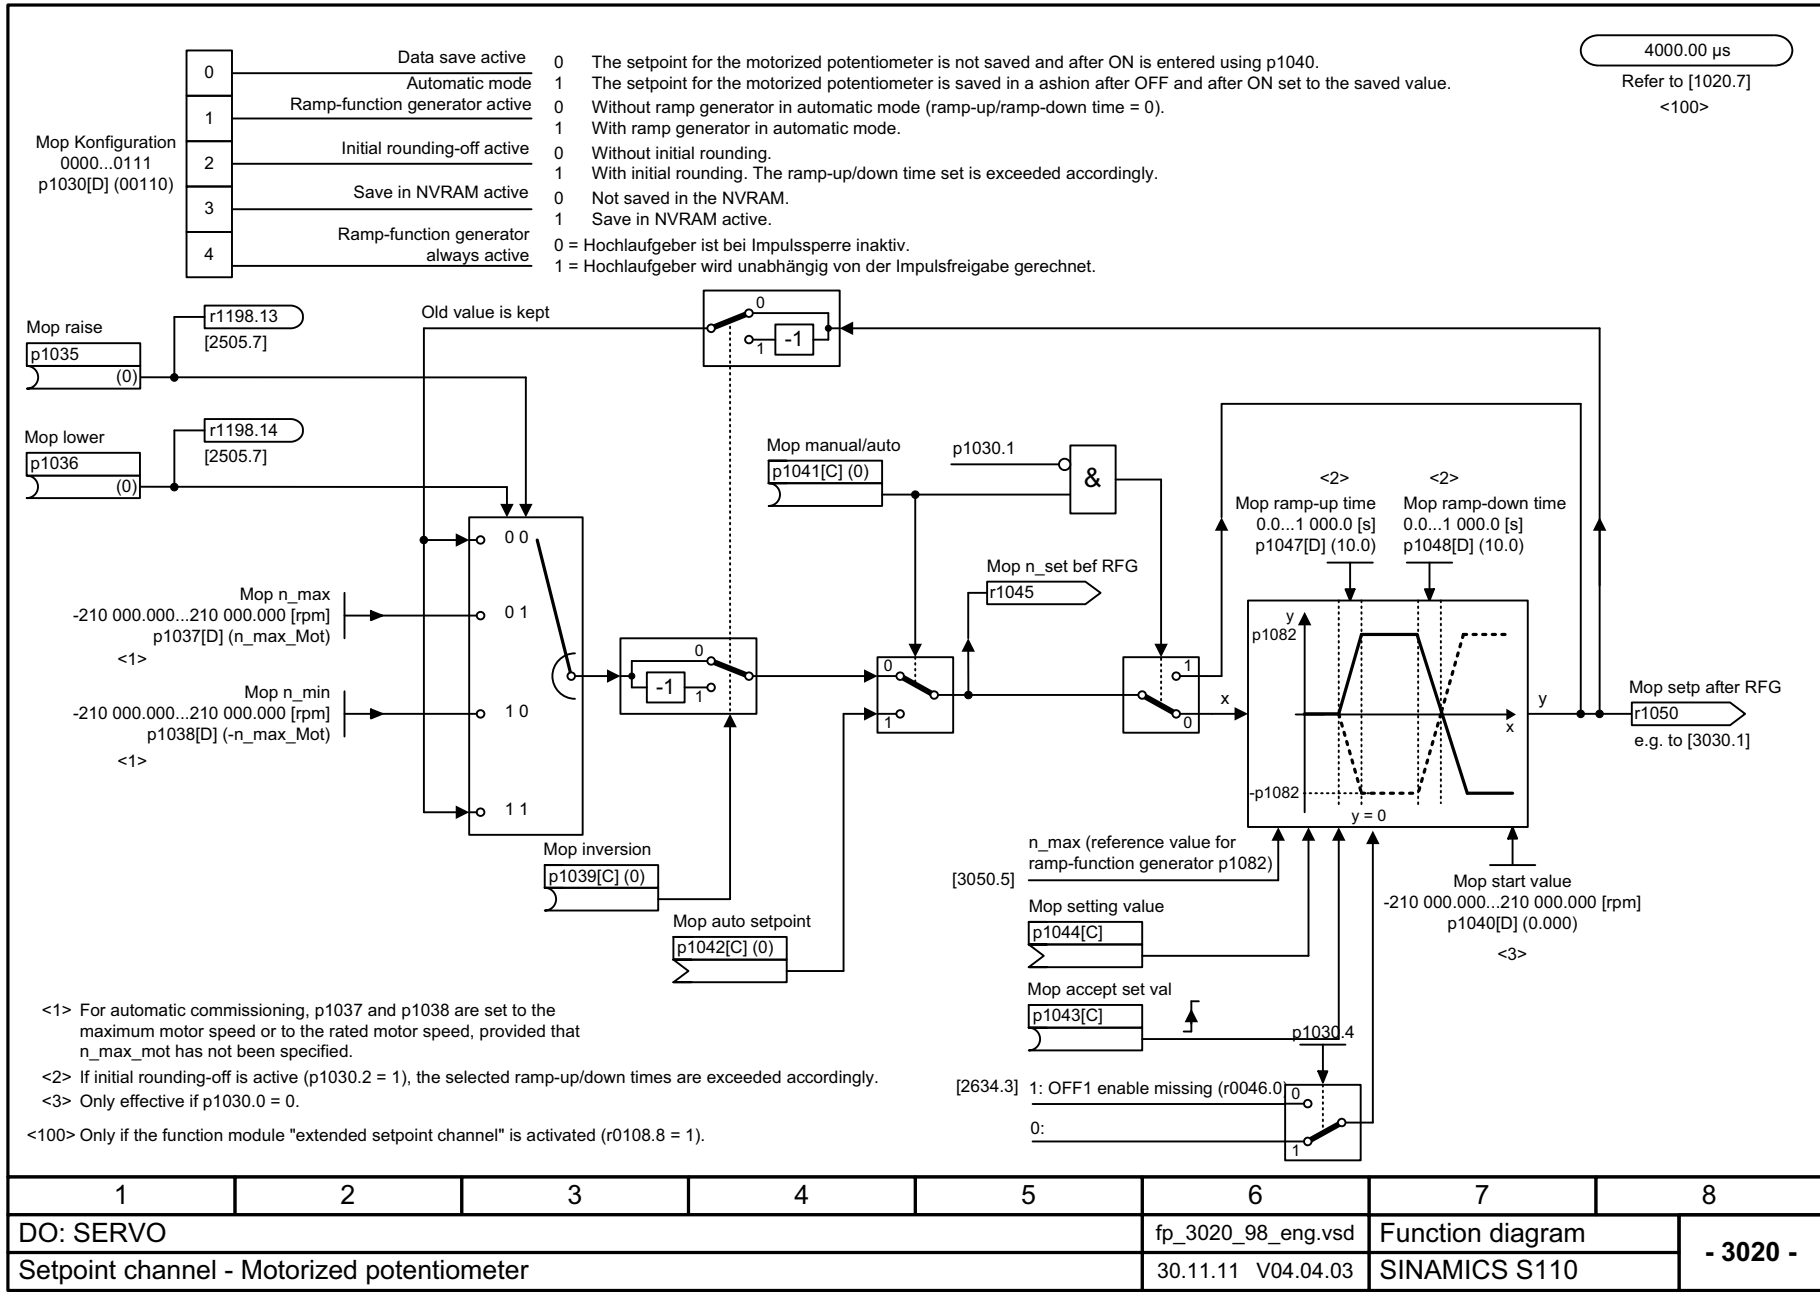 Data save active
0 The setpoint for the motorized potentiometer is not saved and after ON is entered using p1040.
Automatic mode
1 The setpoint for the motorized potentiometer is saved in a ashion after OFF and after ON set to the saved value.
Ramp-function generator active
0 Without ramp generator in automatic mode (ramp-up/ramp-down time = 0).
1 With ramp generator in automatic mode.
Initial rounding-off active
0 Without initial rounding.
1 With initial rounding. The ramp-up/down time set is exceeded accordingly.
Save in NVRAM active
0 Not saved in the NVRAM.
1 Save in NVRAM active.
Ramp-function generator
always active
0 = Hochlaufgeber ist bei Impulssperre inaktiv.
1 = Hochlaufgeber wird unabhängig von der Impulsfreigabe gerechnet.
0
1
2
3
4
Mop Konfiguration
0000...0111
p1030[D] (00110)
4000.00 µs
Refer to [1020.7]
<100>
Mop raise
p1035
(0)
r1198.13
[2505.7]
Mop lower
p1036
(0)
r1198.14
[2505.7]
Old value is kept
0
1
-1
Mop manual/auto
p1041[C] (0)
p1030.1
&
<2>
Mop ramp-up time
0.0...1 000.0 [s]
p1047[D] (10.0)
<2>
Mop ramp-down time
0.0...1 000.0 [s]
p1048[D] (10.0)
0 0
0 1
1 0
1 1
Mop n_max
-210 000.000...210 000.000 [rpm]
p1037[D] (n_max_Mot)
<1>
Mop n_min
-210 000.000...210 000.000 [rpm]
p1038[D] (-n_max_Mot)
<1>
-1
0
1
Mop n_set bef RFG
r1045
0
1
1
0
x
y
p1082
-p1082
x
y = 0
y
Mop setp after RFG
r1050
e.g. to [3030.1]
Mop inversion
p1039[C] (0)
Mop auto setpoint
p1042[C] (0)
n_max (reference value for
ramp-function generator p1082)
[3050.5]
Mop setting value
p1044[C]
Mop accept set val
p1043[C]
Mop start value
-210 000.000...210 000.000 [rpm]
p1040[D] (0.000)
<3>
p1030.4
[2634.3] 1: OFF1 enable missing (r0046.0)
0:
0
1
<1> For automatic commissioning, p1037 and p1038 are set to the
maximum motor speed or to the rated motor speed, provided that
n_max_mot has not been specified.
<2> If initial rounding-off is active (p1030.2 = 1), the selected ramp-up/down times are exceeded accordingly.
<3> Only effective if p1030.0 = 0.
<100> Only if the function module "extended setpoint channel" is activated (r0108.8 = 1).
1 2 3 4 5 6 7 8
DO: SERVO
fp_3020_98_eng.vsd
Function diagram
- 3020 -
Setpoint channel - Motorized potentiometer
30.11.11 V04.04.03
SINAMICS S110